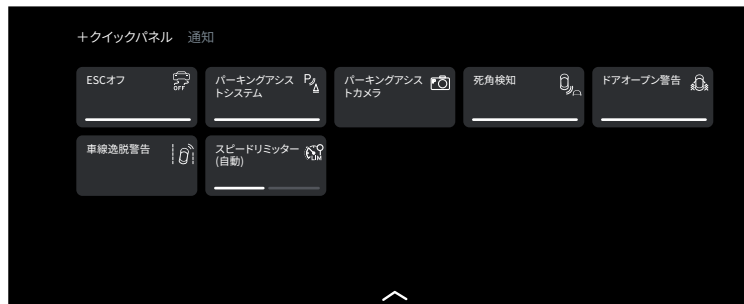 ＋クイックパネル 通知
ESCオフ
OFF
パーキングアシス
トシステム
P
パーキングアシス
トカメラ
死角検知
ドアオープン警告
車線逸脱警告
スピードリミッター
(自動)
LIM